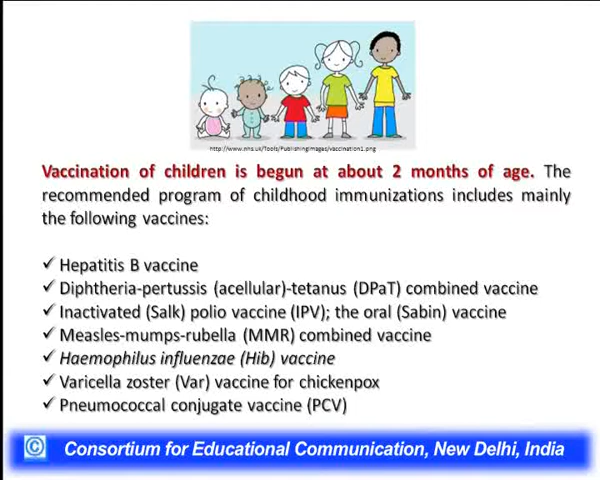 http://www.nhs.uk/Tools/PublishingImages/vaccination1.png
Vaccination of children is begun at about 2 months of age. The
recommended program of childhood immunizations includes mainly
the following vaccines:
✓ Hepatitis B vaccine
✓ Diphtheria-pertussis (acellular)-tetanus (DPaT) combined vaccine
✓ Inactivated (Salk) polio vaccine (IPV); the oral (Sabin) vaccine
✓ Measles-mumps-rubella (MMR) combined vaccine
✓ Haemophilus influenzae (Hib) vaccine
✓ Varicella zoster (Var) vaccine for chickenpox
✓ Pneumococcal conjugate vaccine (PCV)
© Consortium for Educational Communication, New Delhi, India